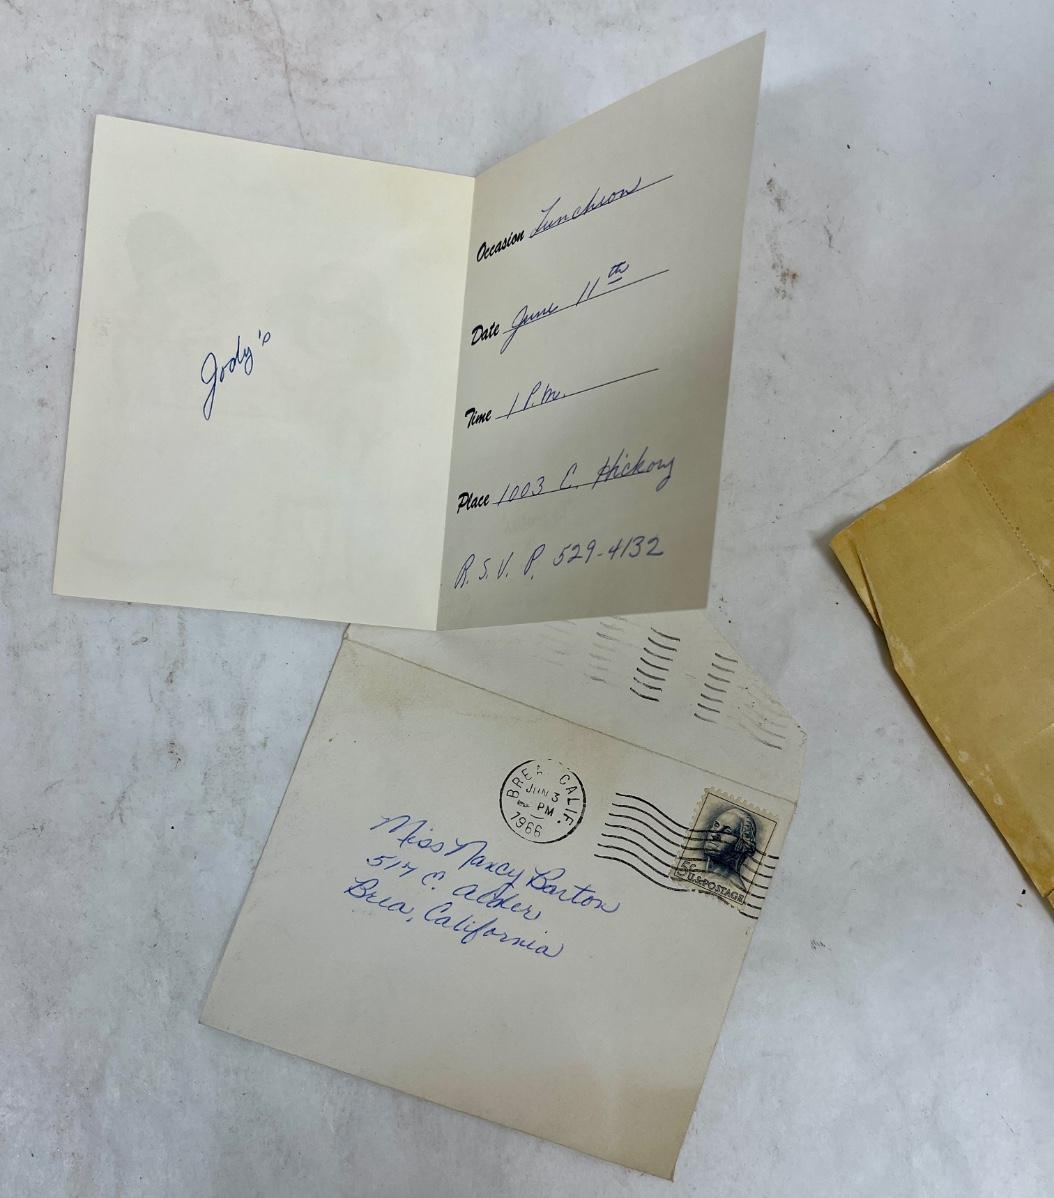 Jody's
Occasion Luncheon
Date June 11th
Time 1 P.M.
Place 1003 E. Hickory
R.S.V.P. 529-4132
BREA CALIF.
JUN 3
PM
1966
5¢
U.S. POSTAGE
Miss Nancy Barton
517 E. Alder
Brea, California